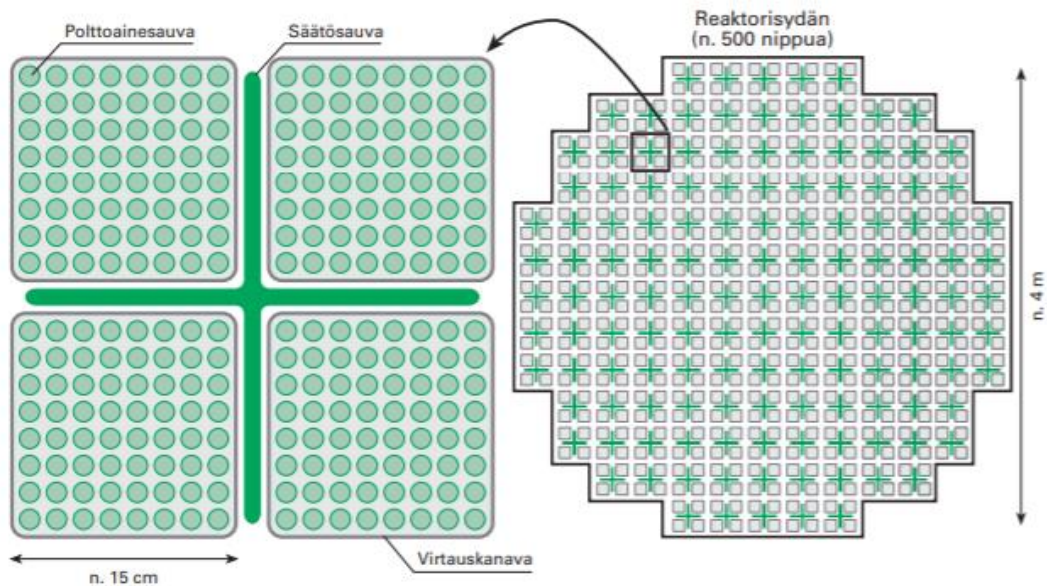 Polttoainesauva
Säätösauva
Reaktorisydän
(n. 500 nippua)
n. 4 m
Virtauskanava
n. 15 cm